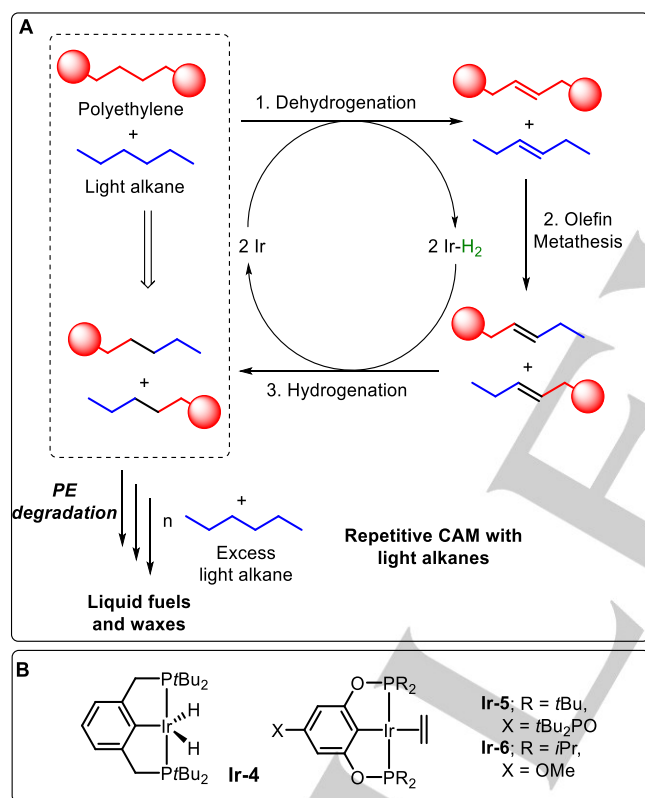 A
Polyethylene
+
Light alkane
1. Dehydrogenation
+
2 Ir
2 Ir-H2
2. Olefin
Metathesis
+
+
3. Hydrogenation
PE
degradation
n
+
Excess
light alkane
Repetitive CAM with
light alkanes
Liquid fuels
and waxes
B
PtBu2
Ir
H
H
PtBu2
Ir-4
O
PR2
X
Ir
O
PR2
Ir-5; R = tBu,
X = tBu2PO
Ir-6; R = iPr,
X = OMe